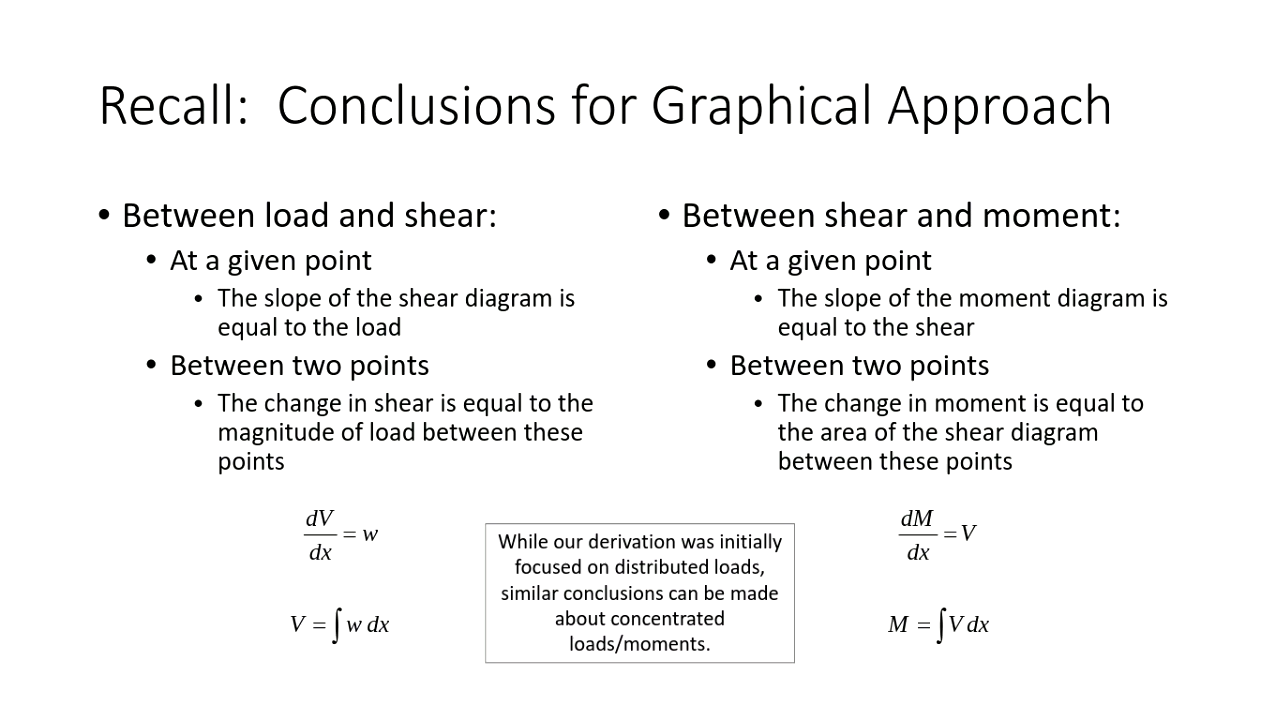 Recall:  Conclusions for Graphical Approach
• Between load and shear:
• At a given point
• The slope of the shear diagram is
equal to the load
• Between two points
• The change in shear is equal to the
magnitude of load between these
points
dV/dx = w
V = ∫ w dx
While our derivation was initially
focused on distributed loads,
similar conclusions can be made
about concentrated
loads/moments.
• Between shear and moment:
• At a given point
• The slope of the moment diagram is
equal to the shear
• Between two points
• The change in moment is equal to
the area of the shear diagram
between these points
dM/dx = V
M = ∫ V dx